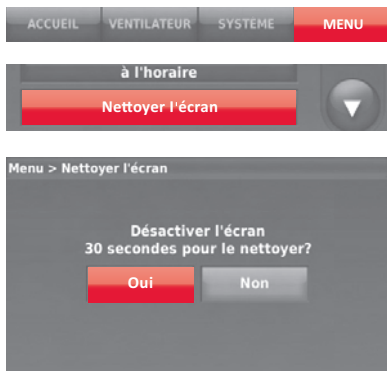 ACCUEIL VENTILATEUR SYSTEME MENU
à l'horaire
Nettoyer l'écran
Menu > Nettoyer l'écran
Désactiver l'écran
30 secondes pour le nettoyer?
Oui Non